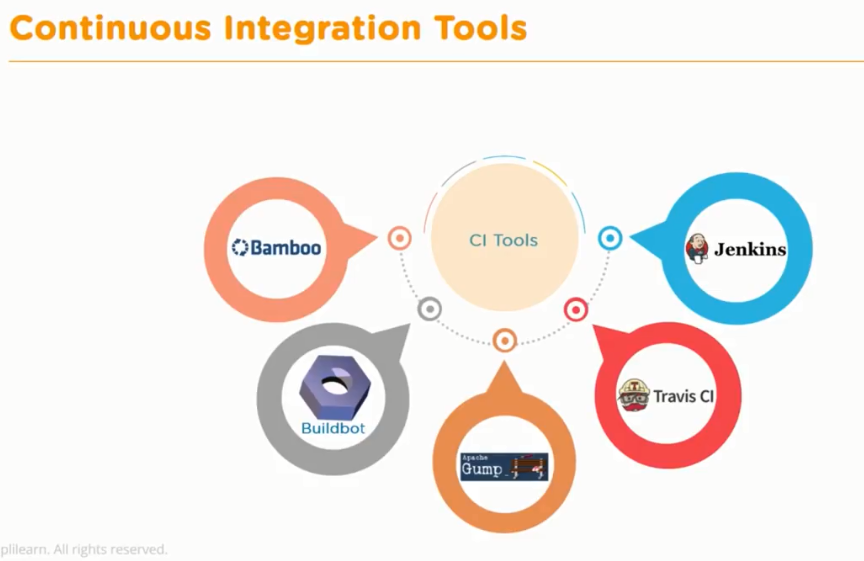 Continuous Integration Tools
CI Tools
Bamboo
Jenkins
Buildbot
Travis CI
Apache
Gump
plilearn. All rights reserved.